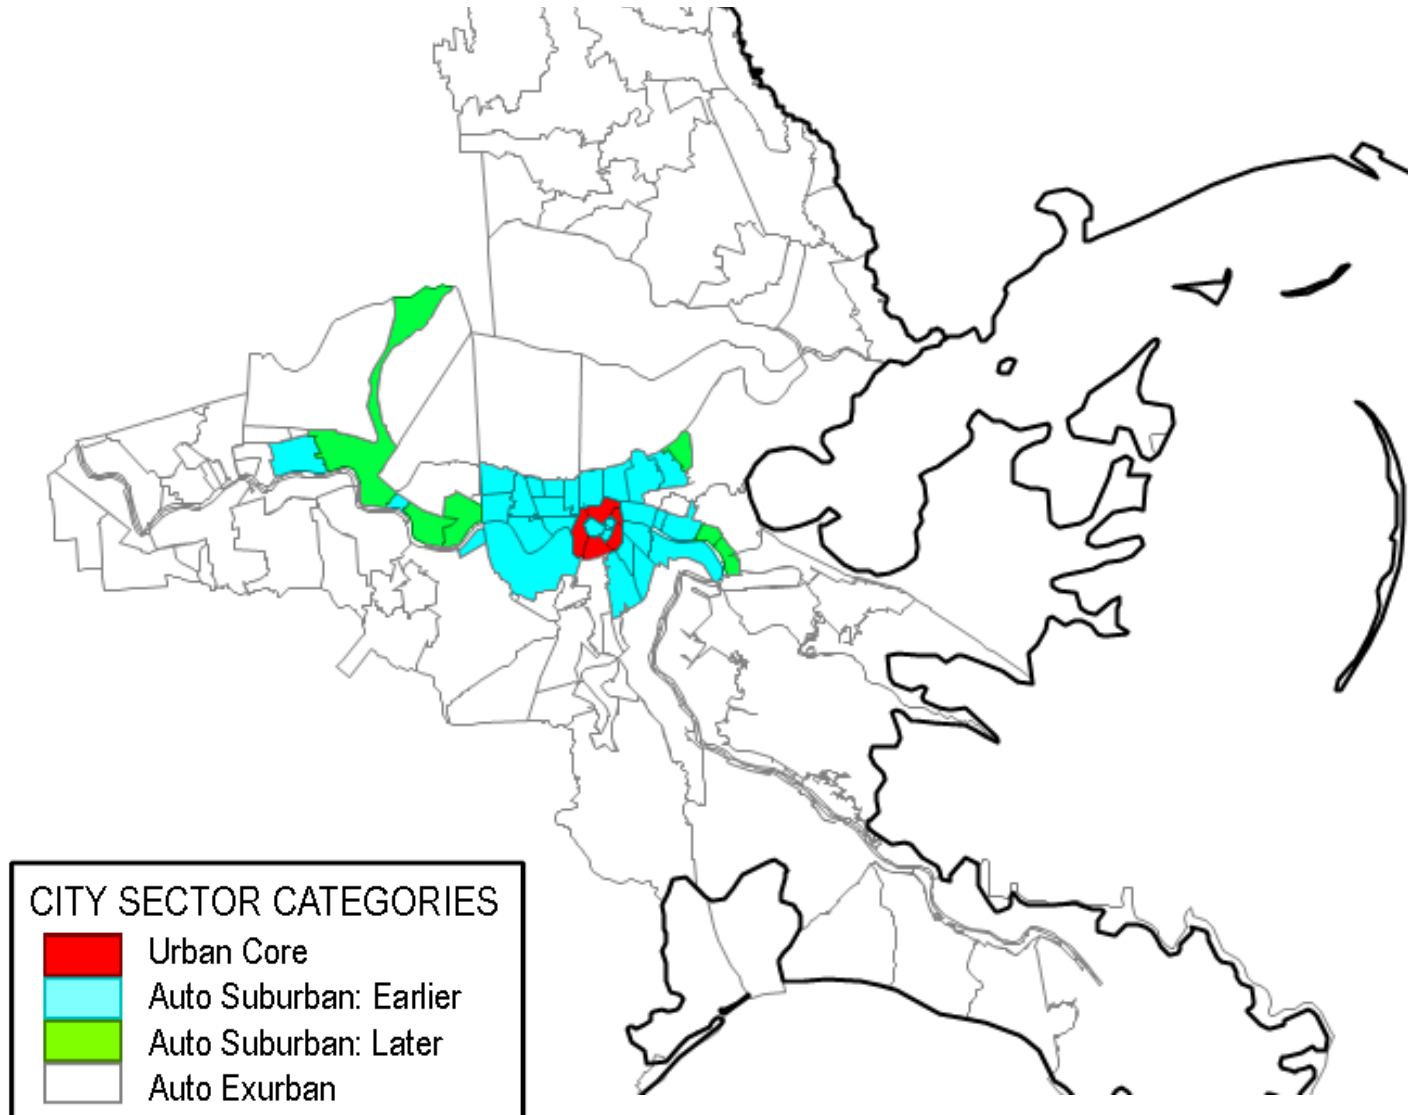 CITY SECTOR CATEGORIES
Urban Core
Auto Suburban: Earlier
Auto Suburban: Later
Auto Exurban